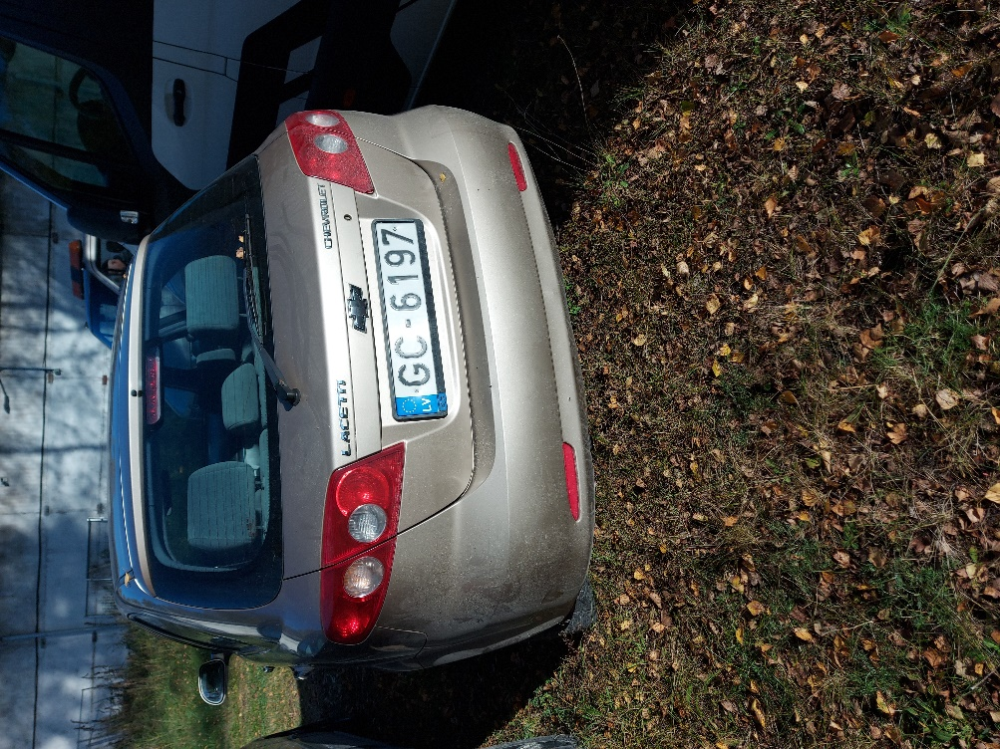 LACETTI
CHEVROLET
LV
GC-6197